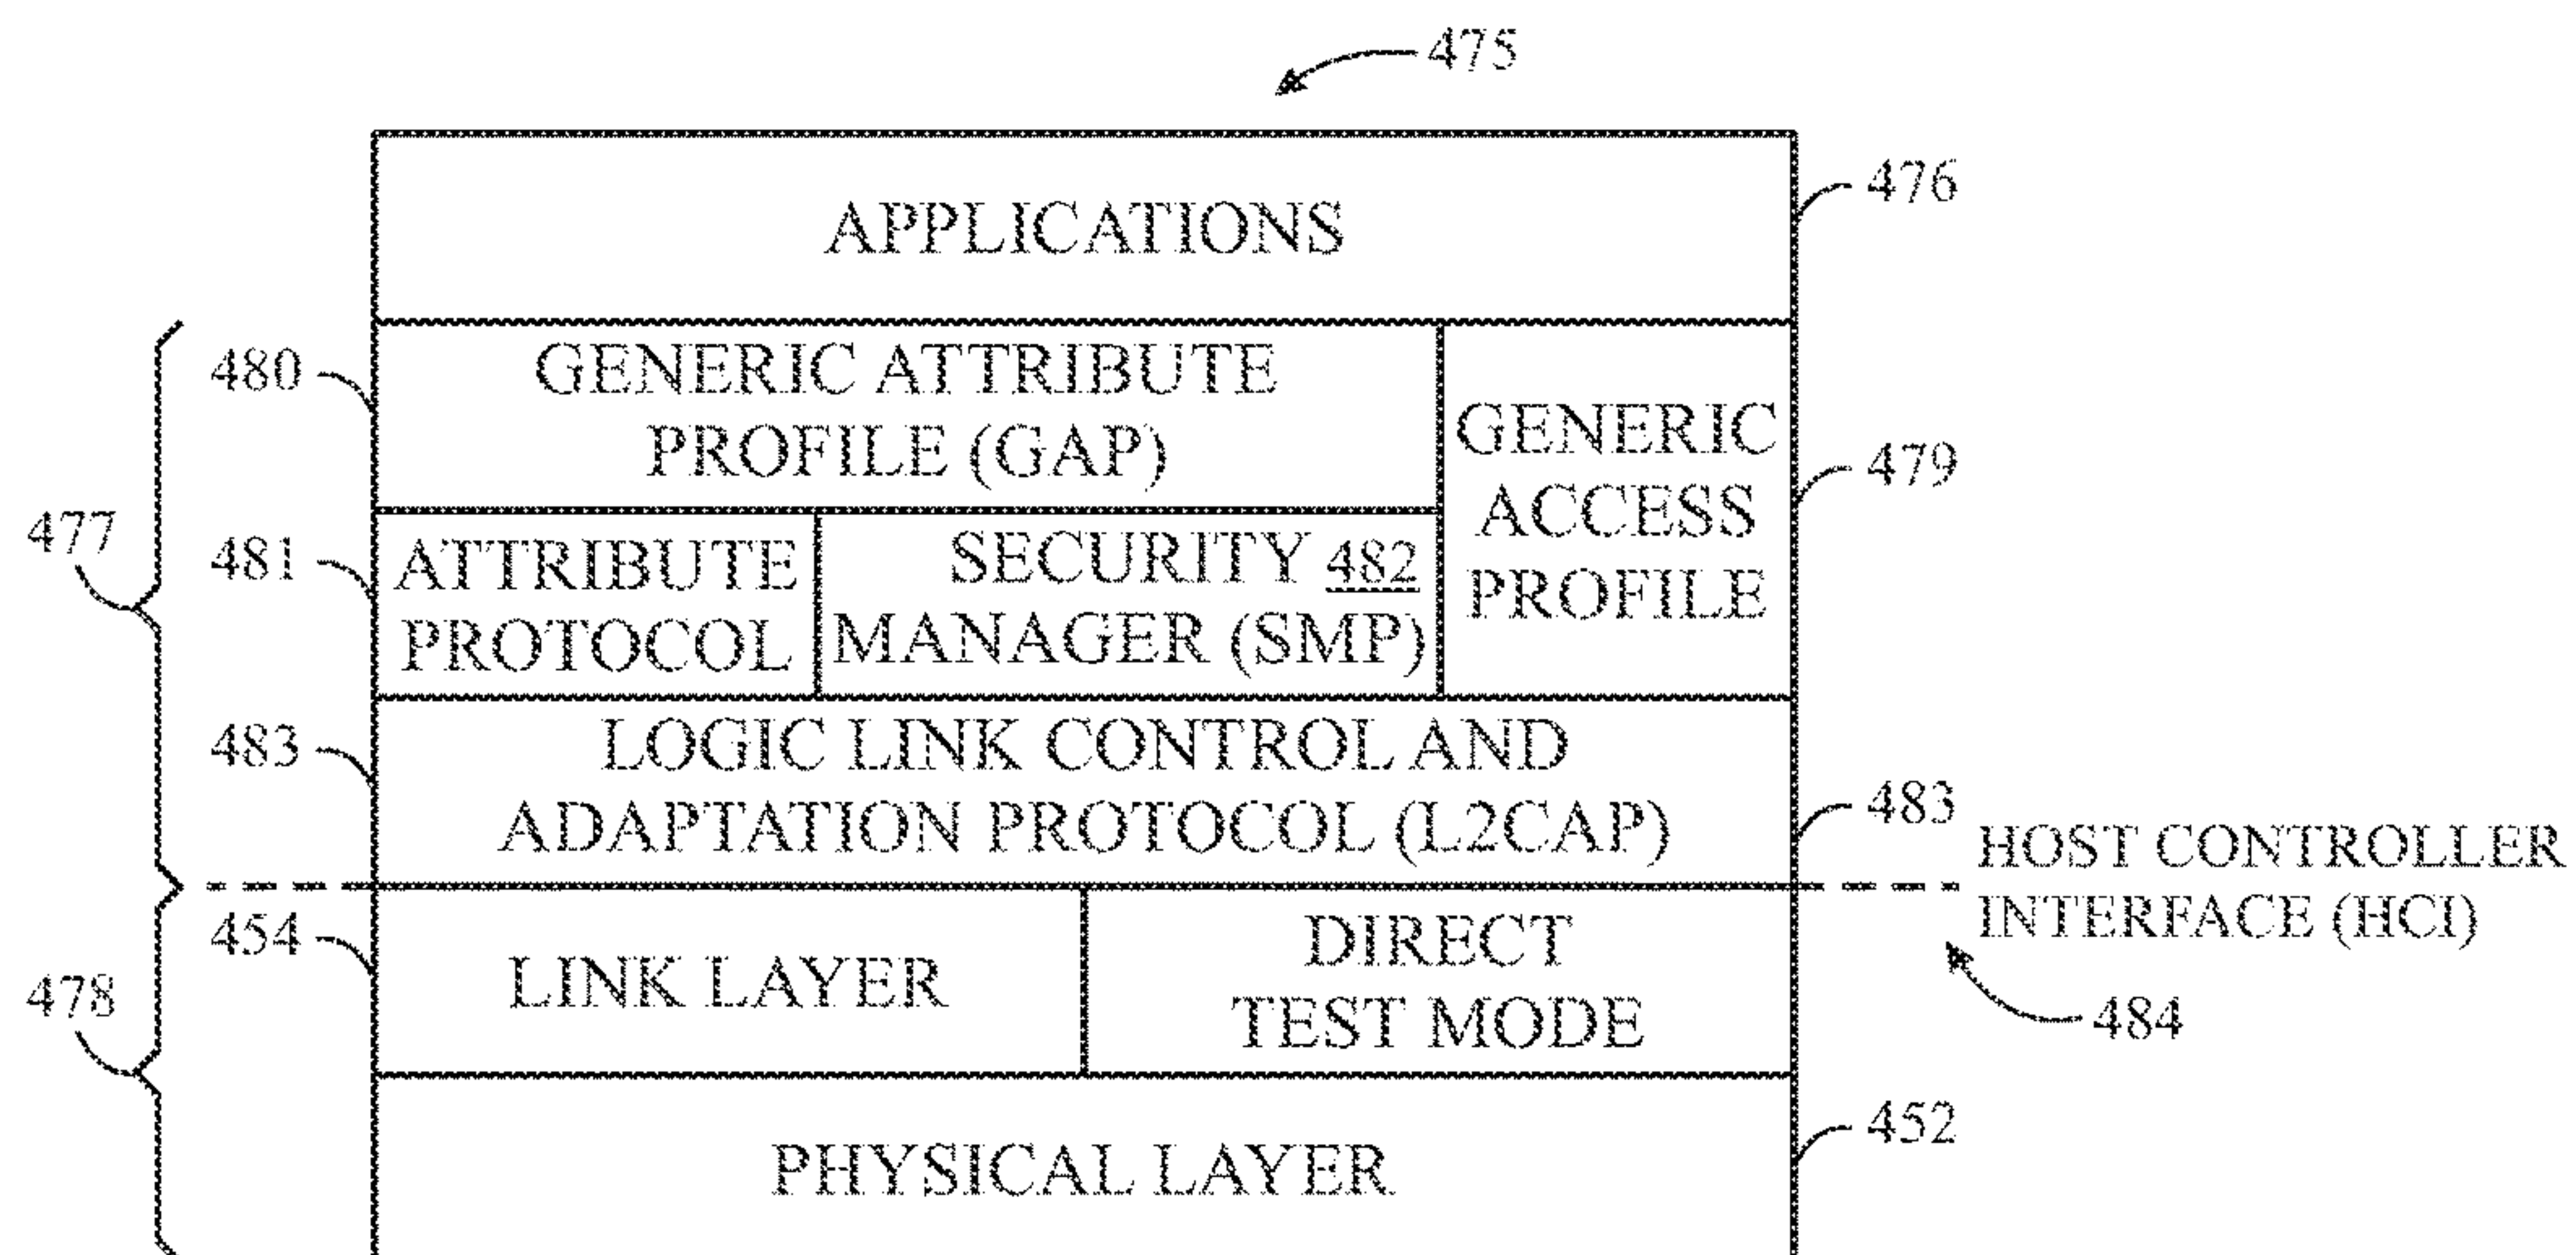 475
APPLICATIONS
476
480
GENERIC ATTRIBUTE
PROFILE (GAP)
GENERIC
ACCESS
PROFILE
479
477
481
ATTRIBUTE
PROTOCOL
SECURITY 482
MANAGER (SMP)
483
LOGIC LINK CONTROL AND
ADAPTATION PROTOCOL (L2CAP)
483
HOST CONTROLLER
INTERFACE (HCI)
484
454
LINK LAYER
DIRECT
TEST MODE
478
PHYSICAL LAYER
452